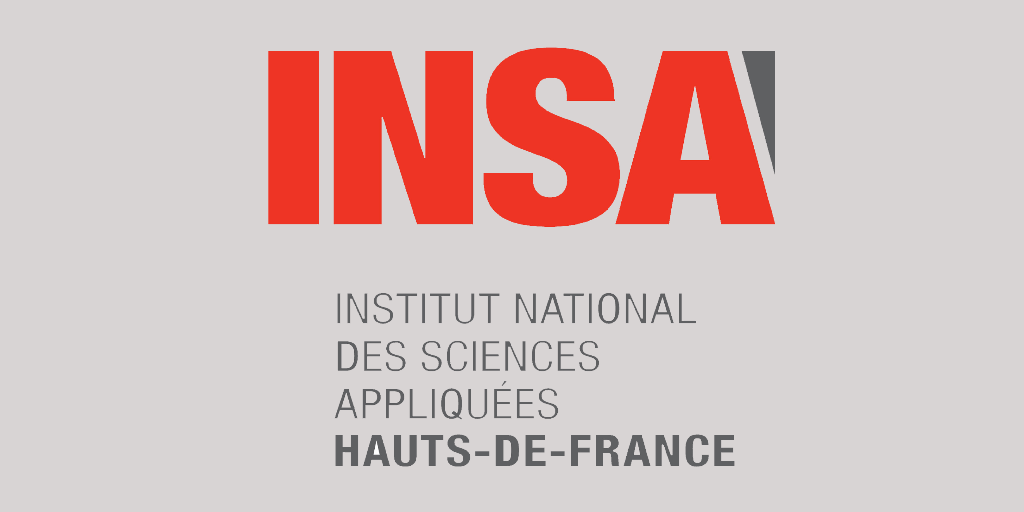 INSA
INSTITUT NATIONAL
DES SCIENCES
APPLIQUÉES
HAUTS-DE-FRANCE